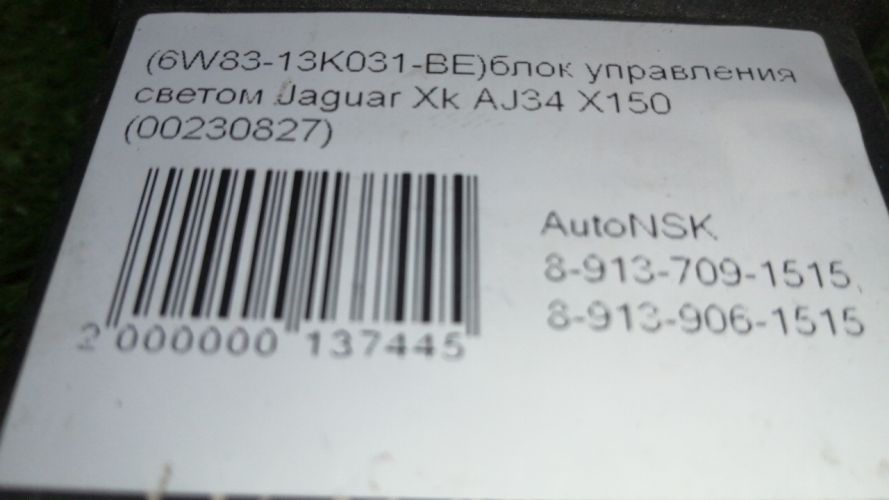 (6W83-13K031-BE)блок управления
светом Jaguar Xk AJ34 X150
(00230827)
AutoNSK
8-913-709-1515,
8-913-906-1515
2 000000 137445